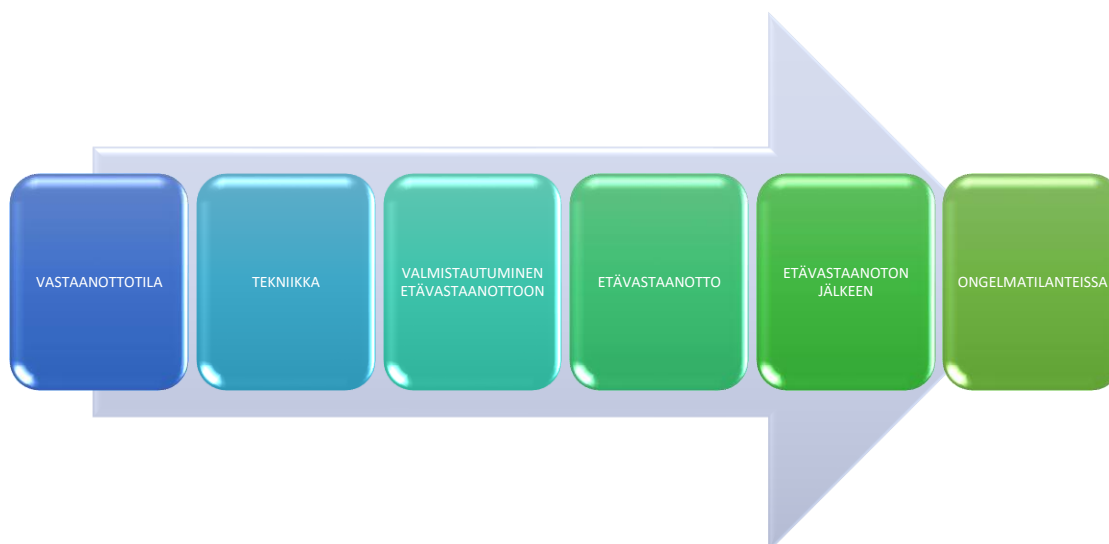 VASTAANOTTOTILA
TEKNIIKKA
VALMISTAUTUMINEN
ETÄVASTAANOTTOON
ETÄVASTAANOTTO
ETÄVASTAANOTON
JÄLKEEN
ONGELMATILANTEISSA